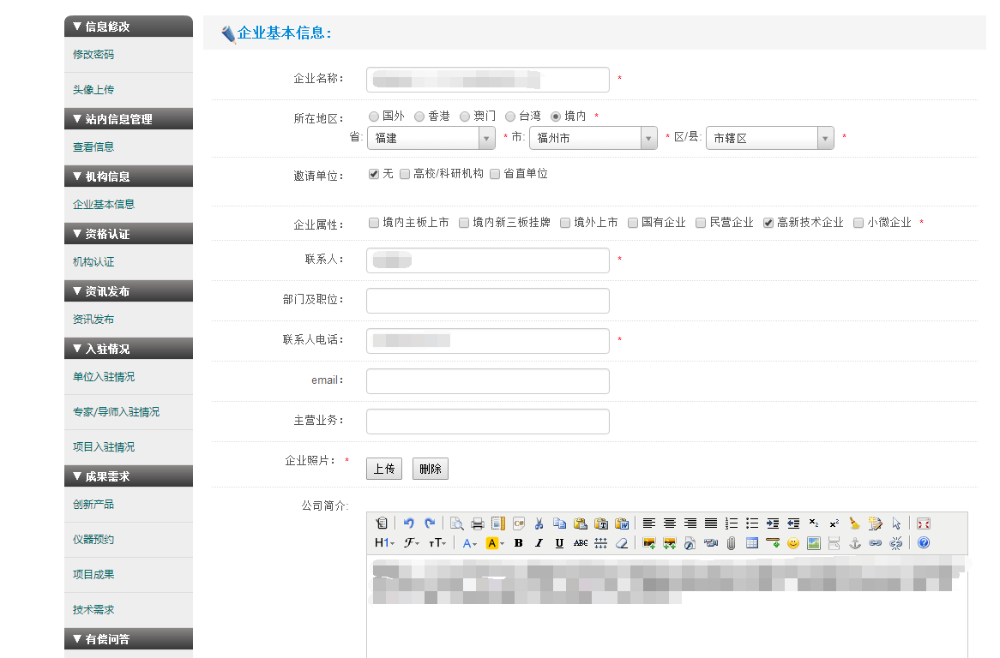 ▼ 信息修改
修改密码
头像上传
▼ 站内信息管理
查看信息
▼ 机构信息
企业基本信息
▼ 资格认证
机构认证
▼ 资讯发布
资讯发布
▼ 入驻情况
单位入驻情况
专家/导师入驻情况
项目入驻情况
▼ 成果需求
创新产品
仪器预约
项目成果
技术需求
▼ 有偿问答
企业基本信息:
企业名称: *
所在地区: 国外 香港 澳门 台湾 境内 *
省: 福建 * 市: 福州市 * 区/县: 市辖区 *
邀请单位: 无 高校/科研机构 省直单位
企业属性: 境内主板上市 境内新三板挂牌 境外上市 国有企业 民营企业 高新技术企业 小微企业 *
联系人: *
部门及职位:
联系人电话: *
email:
主营业务:
企业照片: * 上传 删除
公司简介: